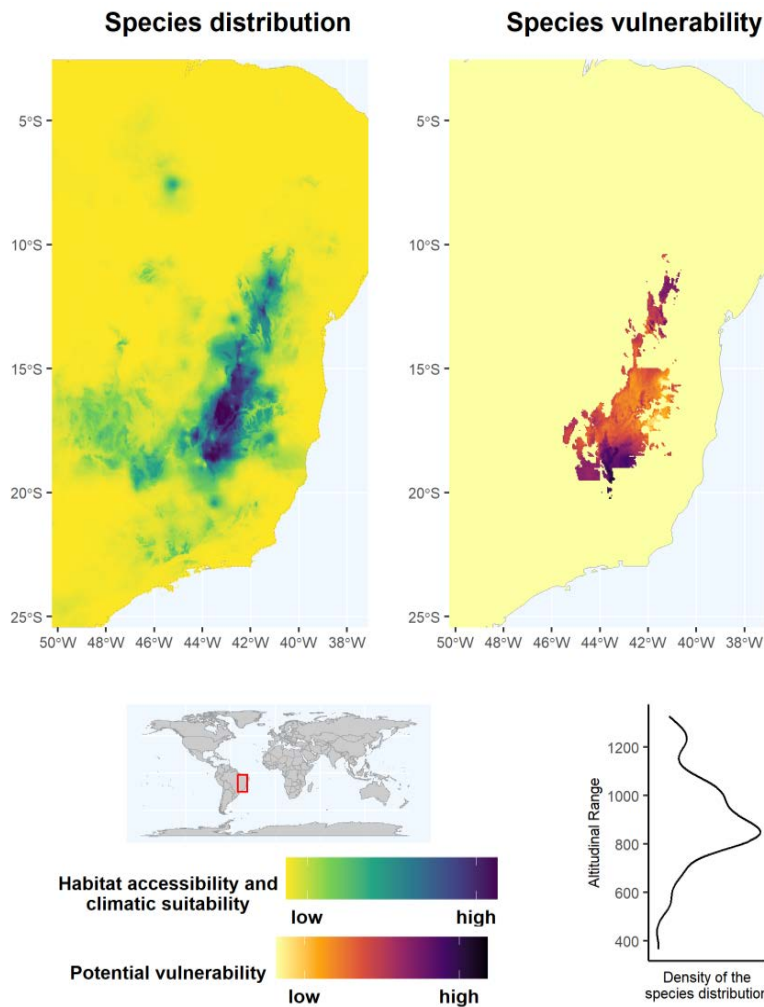 Species distribution
Species vulnerability
5°S
10°S
15°S
20°S
25°S
50°W 48°W 46°W 44°W 42°W 40°W 38°W
50°W 48°W 46°W 44°W 42°W 40°W 38°W
5°S
10°S
15°S
20°S
25°S
Habitat accessibility and
climatic suitability
low high
Potential vulnerability
low high
Altitudinal Range
1200
1000
800
600
400
Density of the
species distribution